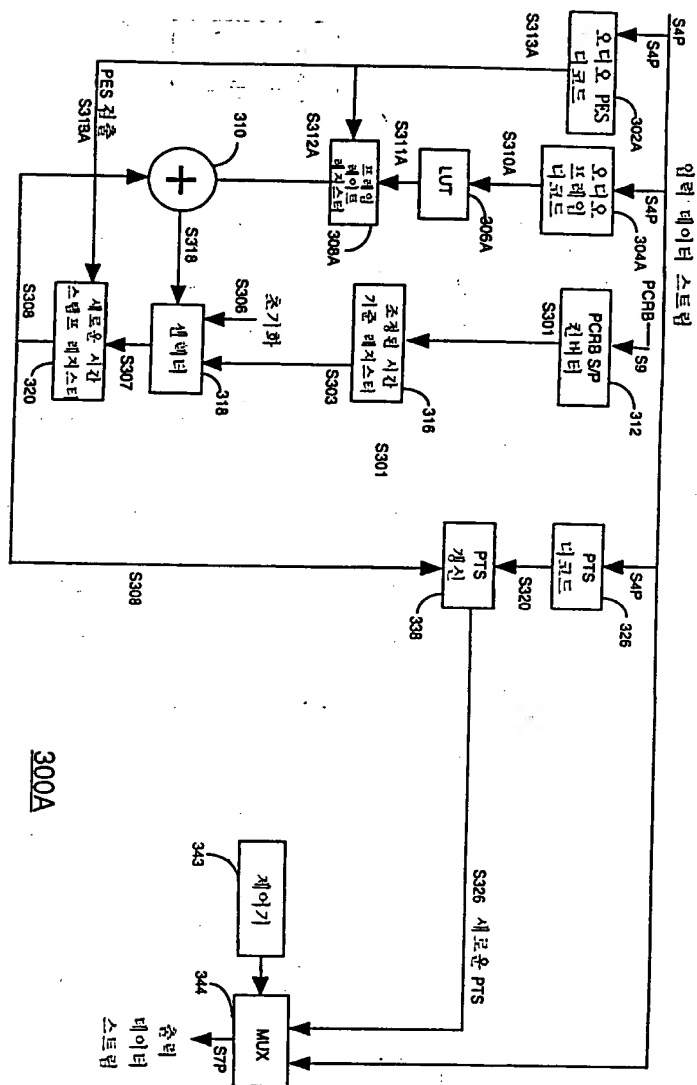 입력 데이터 스트림
S4P
S4P
S4P
PCRB
S9
S4P
오디오 PES
디코드
302A
오디오
프레임
디코드
304A
PCRB S/P
컨버터
312
PTS
디코드
326
S313A
S310A
S301
S320
LUT
306A
S311A
S312A
프레임
레이트
레지스터
308A
조정된 시간
기준 레지스터
316
S301
PTS
갱신
338
310
+
S318
S306
초기화
S303
셀렉터
318
PES 검출
S313A
S307
새로운 시간
스탬프 레지스터
320
S308
S308
S326 새로운 PTS
343
제어기
344
MUX
S7P
출력
데이터
스트림
300A